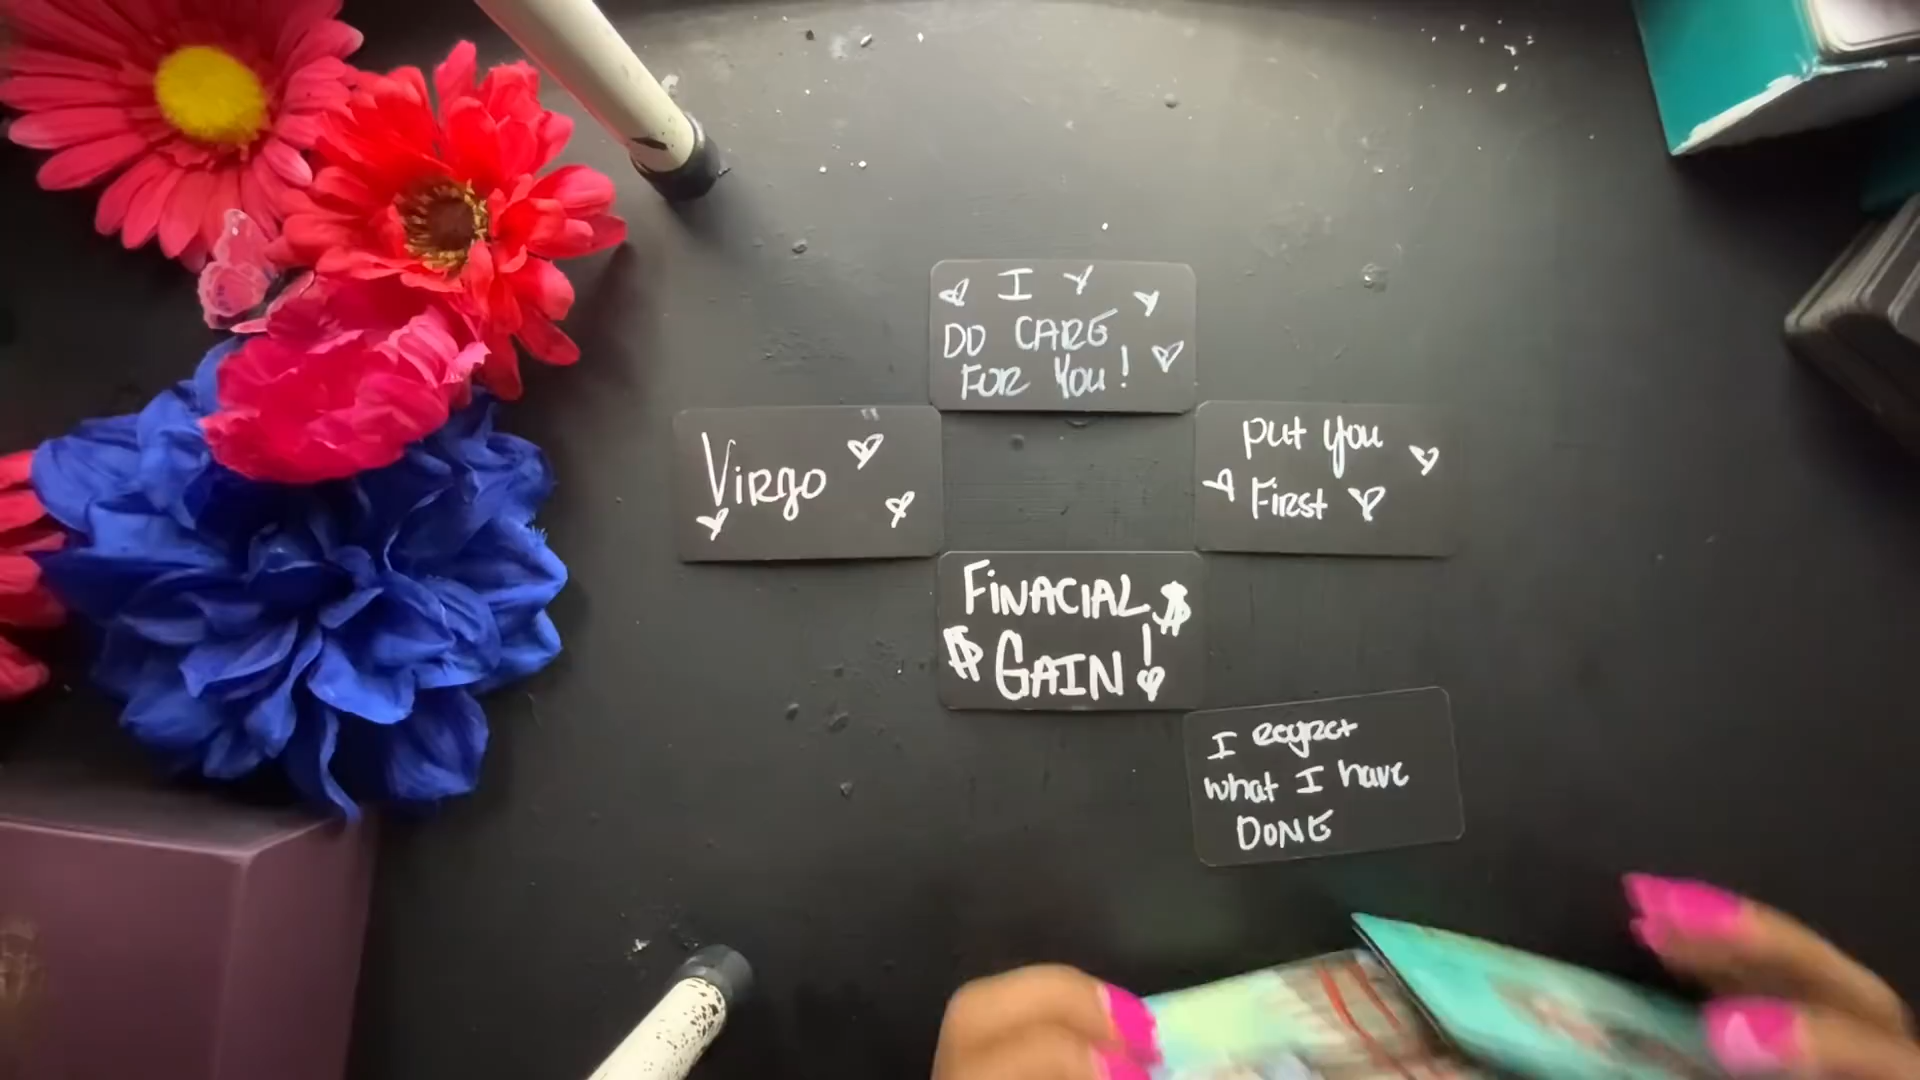 I
DO CARE
FOR YOU!
Virgo
Put you
First
FINACIAL
$ GAIN! $
I regret
what I have
DONE